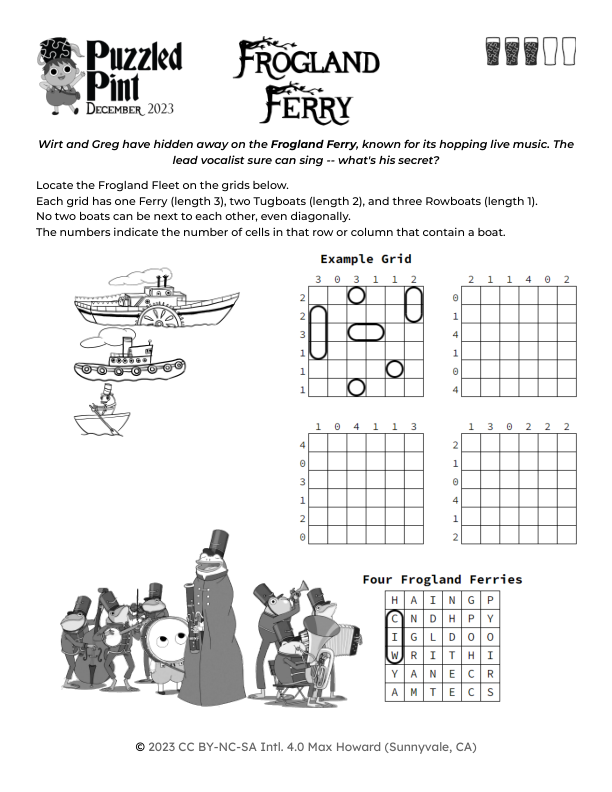 Puzzled
Pint
DECEMBER 2023
FROGLAND
FERRY
Wirt and Greg have hidden away on the Frogland Ferry, known for its hopping live music. The
lead vocalist sure can sing -- what's his secret?
Locate the Frogland Fleet on the grids below.
Each grid has one Ferry (length 3), two Tugboats (length 2), and three Rowboats (length 1).
No two boats can be next to each other, even diagonally.
The numbers indicate the number of cells in that row or column that contain a boat.
Example Grid
3 0 3 1 1 2
2
2
3
1
1
1
2 1 1 4 0 2
0
1
4
1
0
4
1 0 4 1 1 3
4
0
3
1
2
0
1 3 0 2 2 2
2
1
0
4
1
2
Four Frogland Ferries
H A I N G P
C N D H P Y
I G L D O O
W R I T H I
Y A N E C R
A M T E C S
© 2023 CC BY-NC-SA Intl. 4.0 Max Howard (Sunnyvale, CA)